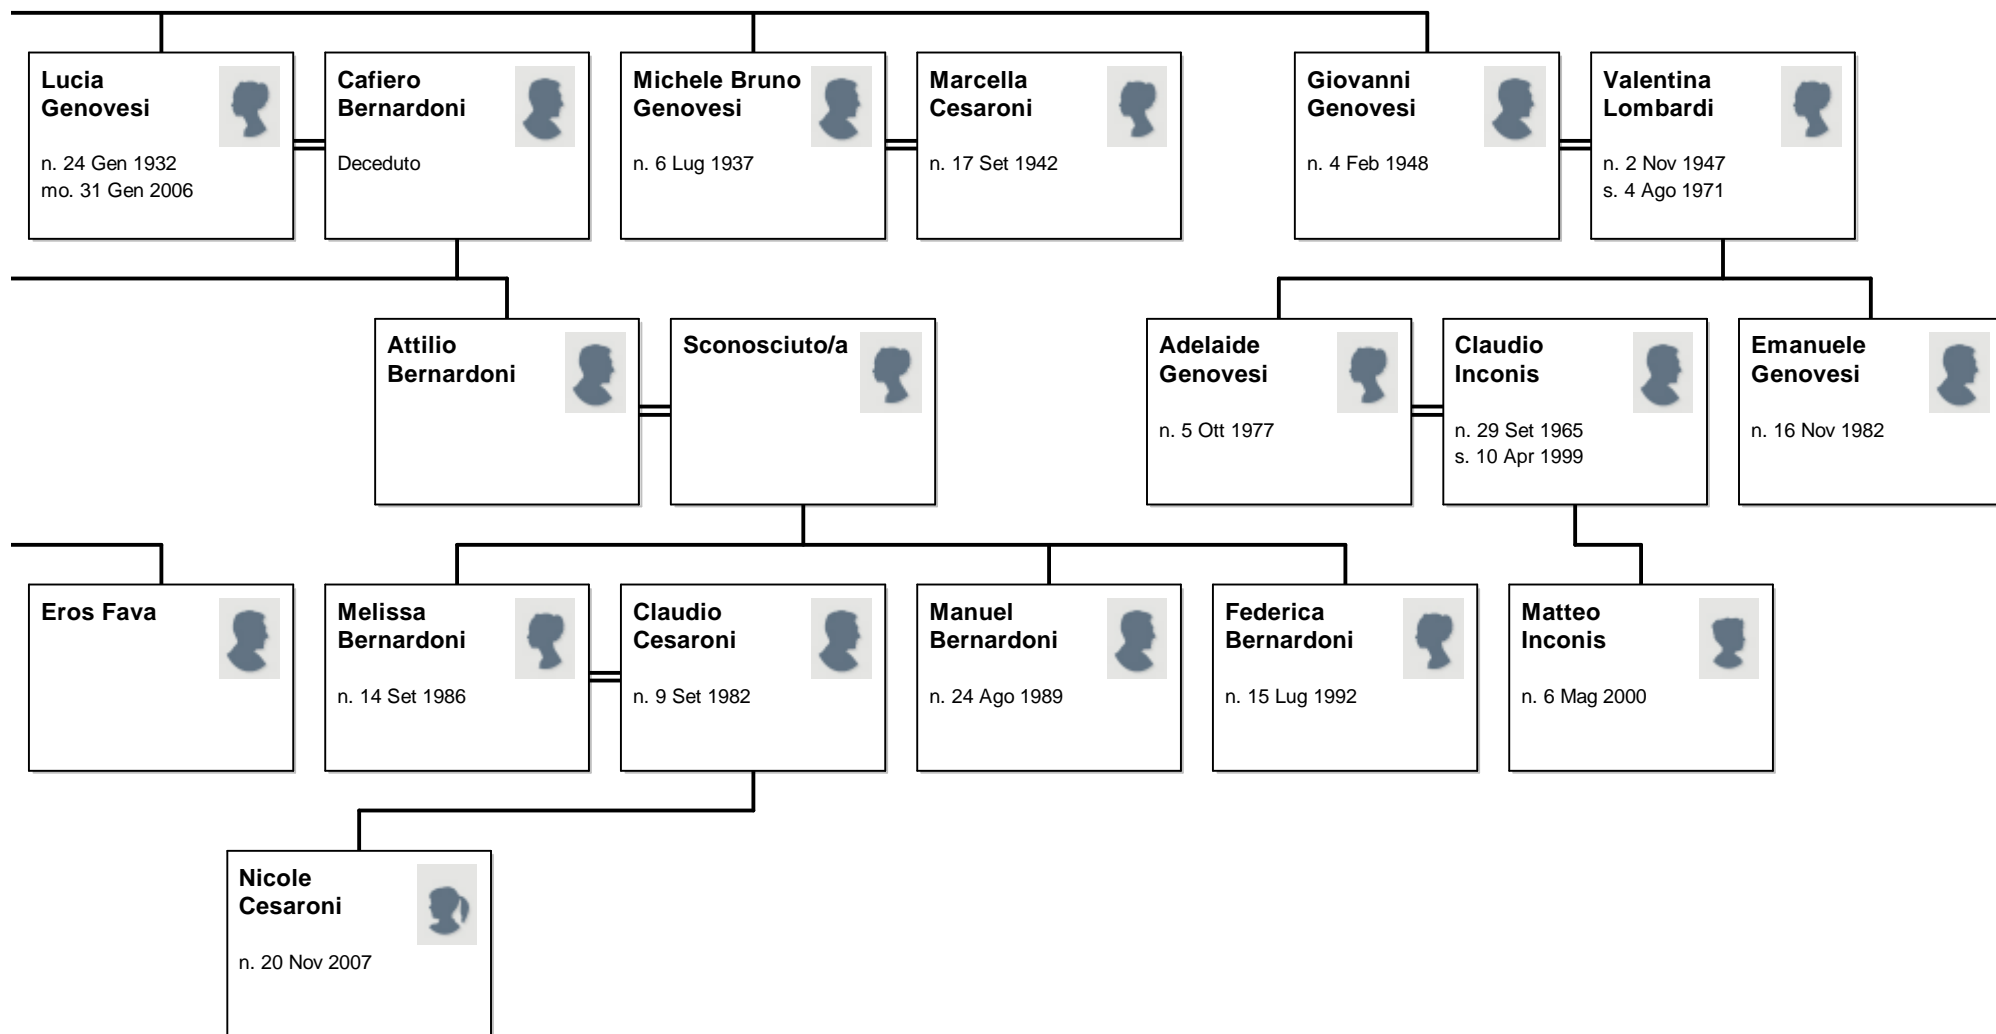 Lucia
Genovesi
n. 24 Gen 1932
mo. 31 Gen 2006
Cafiero
Bernardoni
Deceduto
Michele Bruno
Genovesi
n. 6 Lug 1937
Marcella
Cesaroni
n. 17 Set 1942
Giovanni
Genovesi
n. 4 Feb 1948
Valentina
Lombardi
n. 2 Nov 1947
s. 4 Ago 1971
Attilio
Bernardoni
Sconosciuto/a
Adelaide
Genovesi
n. 5 Ott 1977
Claudio
Inconis
n. 29 Set 1965
s. 10 Apr 1999
Emanuele
Genovesi
n. 16 Nov 1982
Eros Fava
Melissa
Bernardoni
n. 14 Set 1986
Claudio
Cesaroni
n. 9 Set 1982
Manuel
Bernardoni
n. 24 Ago 1989
Federica
Bernardoni
n. 15 Lug 1992
Matteo
Inconis
n. 6 Mag 2000
Nicole
Cesaroni
n. 20 Nov 2007